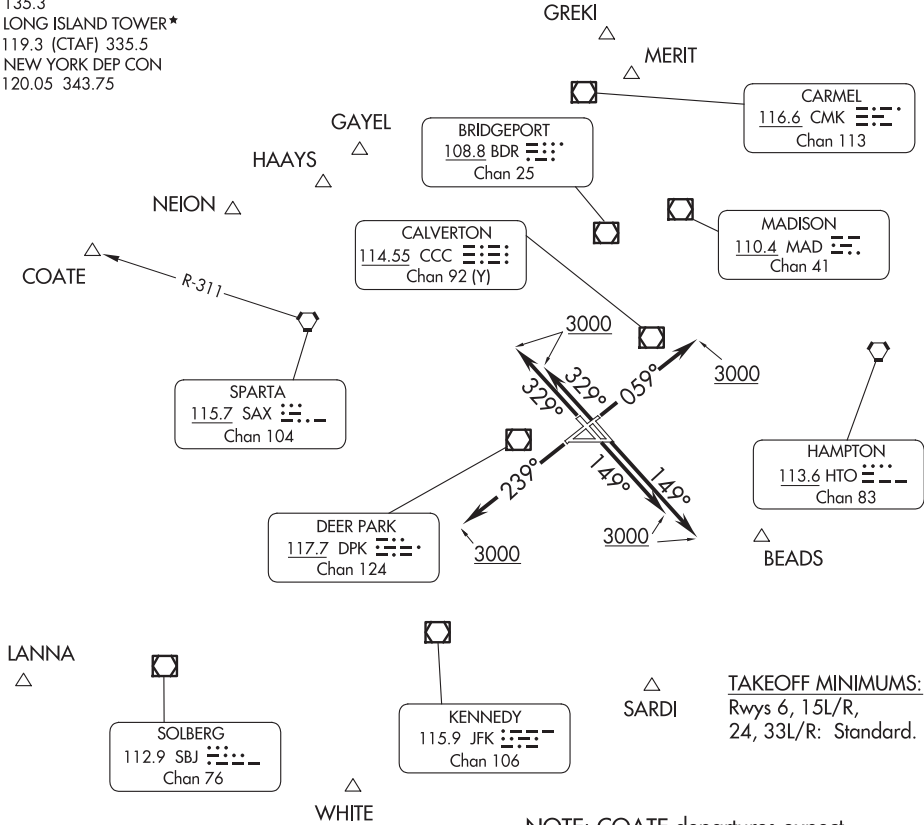 135.3
LONG ISLAND TOWER★
119.3 (CTAF) 335.5
NEW YORK DEP CON
120.05 343.75
GREKI
MERIT
CARMEL
116.6 CMK
Chan 113
BRIDGEPORT
108.8 BDR
Chan 25
GAYEL
HAAYS
NEION
COATE
R-311
CALVERTON
114.55 CCC
Chan 92 (Y)
MADISON
110.4 MAD
Chan 41
SPARTA
115.7 SAX
Chan 104
3000
329°
329°
059°
3000
HAMPTON
113.6 HTO
Chan 83
239°
149°
149°
3000
3000
DEER PARK
117.7 DPK
Chan 124
BEADS
LANNA
SOLBERG
112.9 SBJ
Chan 76
KENNEDY
115.9 JFK
Chan 106
SARDI
WHITE
TAKEOFF MINIMUMS:
Rwys 6, 15L/R,
24, 33L/R: Standard.
NOTE: COATE departures expect